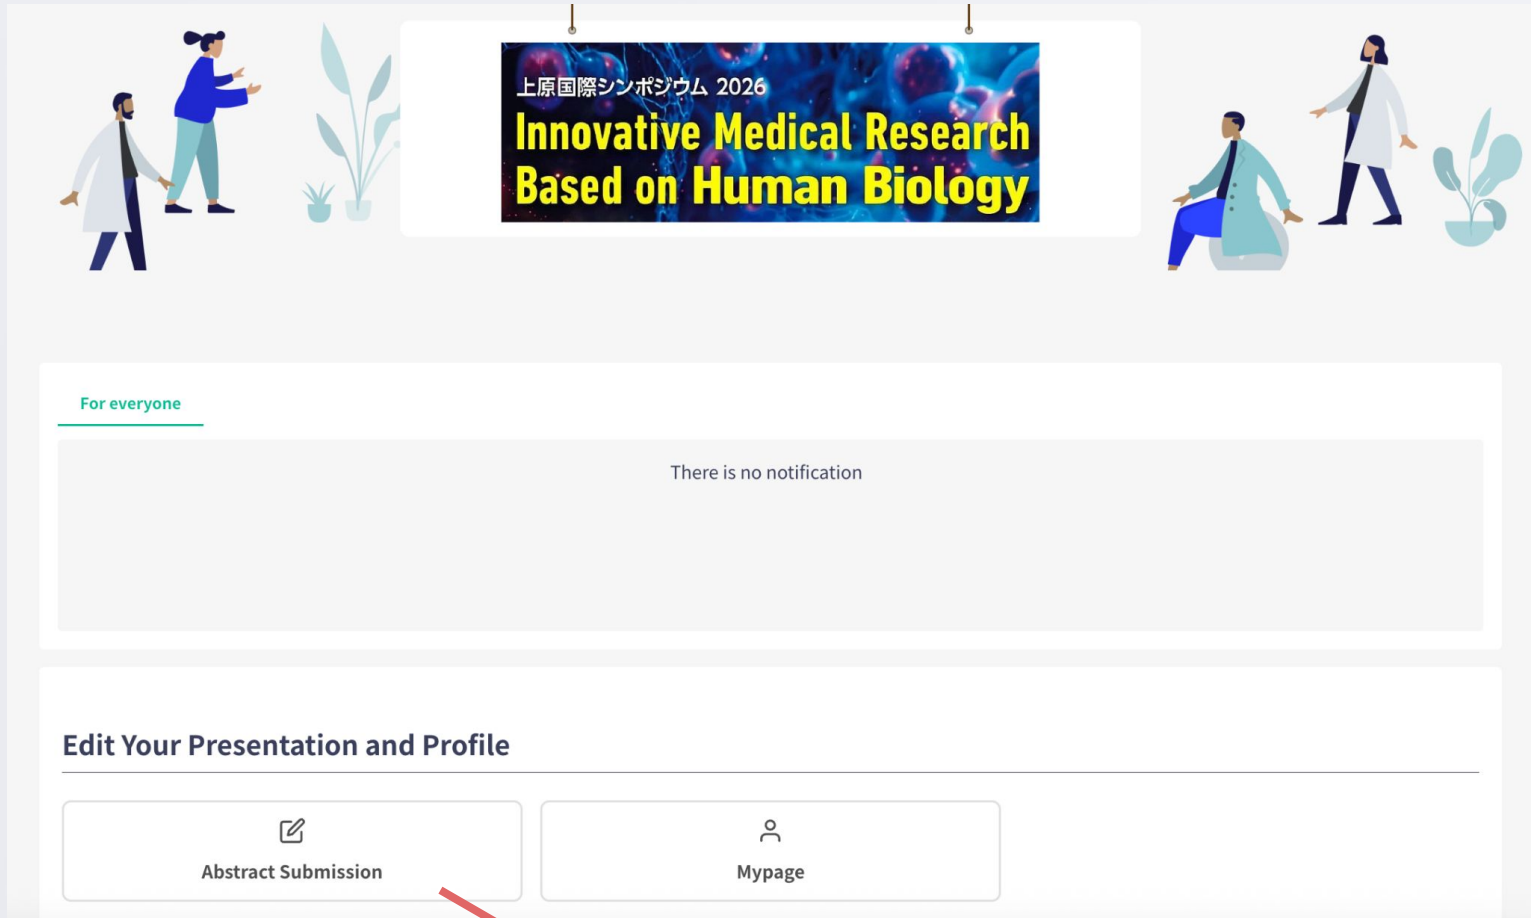 上原国際シンポジウム 2026
Innovative Medical Research
Based on Human Biology
For everyone
There is no notification
Edit Your Presentation and Profile
Abstract Submission
Mypage